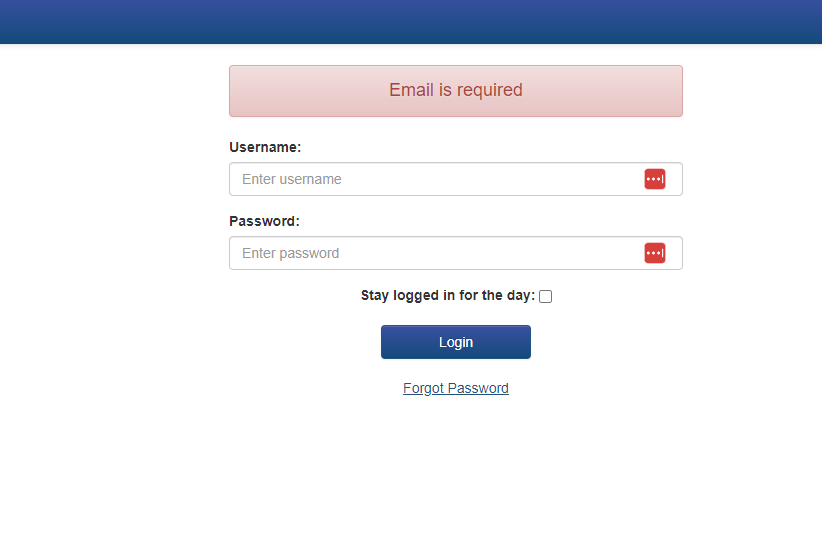 Email is required
Username:
Enter username
Password:
Enter password
Stay logged in for the day:
Login
Forgot Password